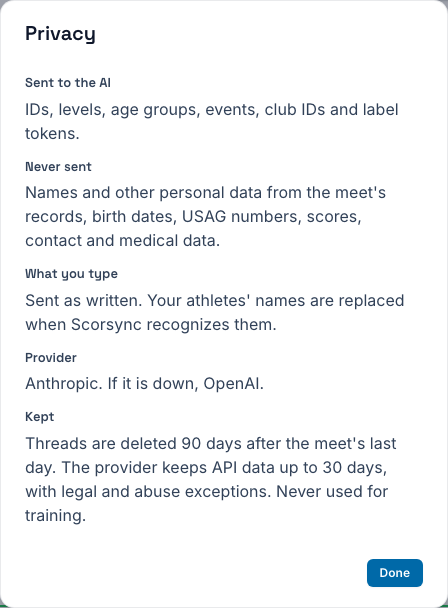 Privacy
Sent to the AI
IDs, levels, age groups, events, club IDs and label
tokens.
Never sent
Names and other personal data from the meet's
records, birth dates, USAG numbers, scores,
contact and medical data.
What you type
Sent as written. Your athletes' names are replaced
when Scorsync recognizes them.
Provider
Anthropic. If it is down, OpenAI.
Kept
Threads are deleted 90 days after the meet's last
day. The provider keeps API data up to 30 days,
with legal and abuse exceptions. Never used for
training.
Done